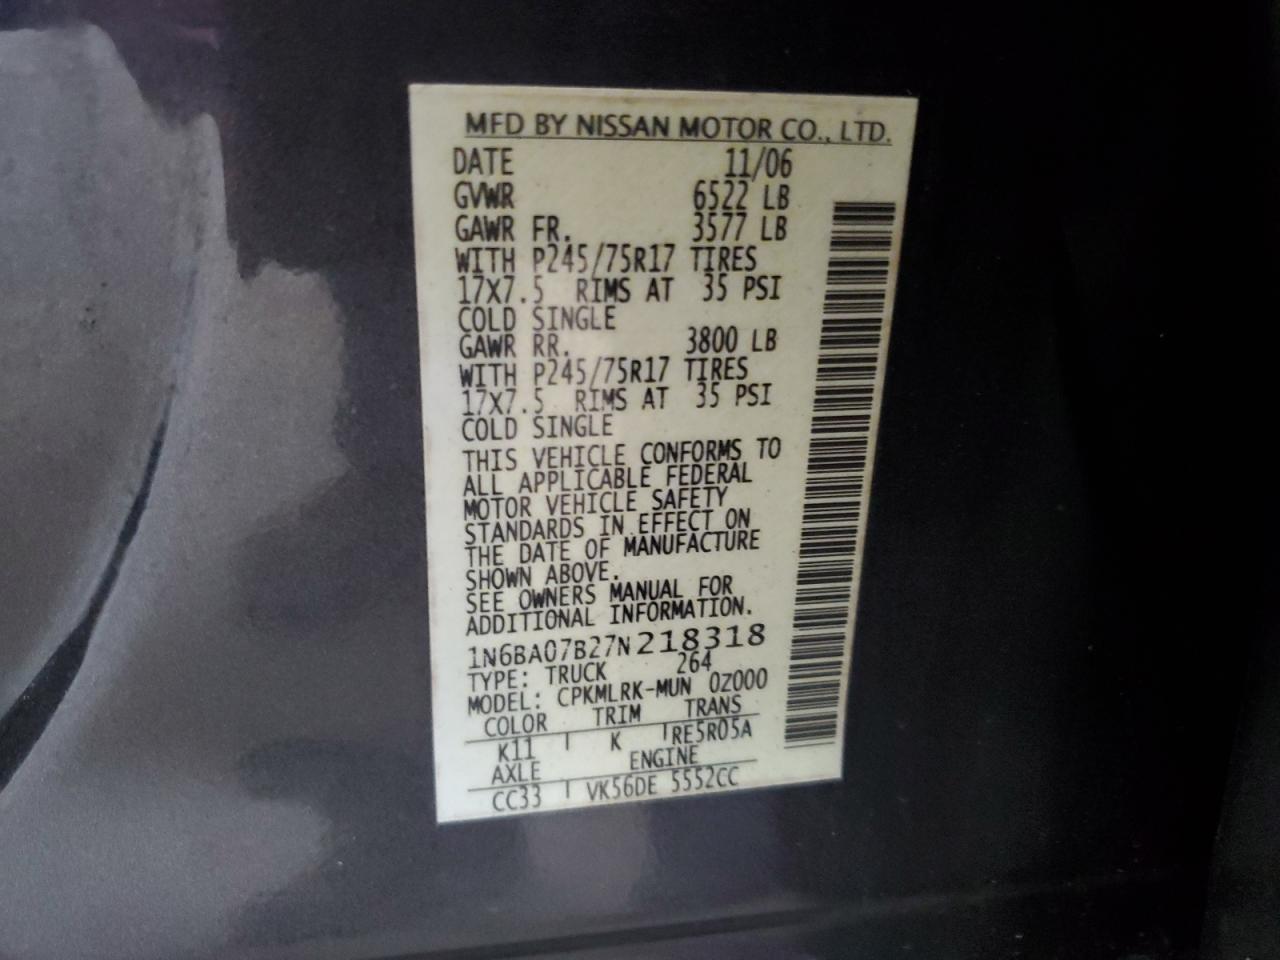 MFD BY NISSAN MOTOR CO., LTD.
DATE 11/06
GVWR 6522 LB
GAWR FR. 3577 LB
WITH P245/75R17 TIRES
17X7.5 RIMS AT 35 PSI
COLD SINGLE
GAWR RR. 3800 LB
WITH P245/75R17 TIRES
17X7.5 RIMS AT 35 PSI
COLD SINGLE
THIS VEHICLE CONFORMS TO
ALL APPLICABLE FEDERAL
MOTOR VEHICLE SAFETY
STANDARDS IN EFFECT ON
THE DATE OF MANUFACTURE
SHOWN ABOVE.
SEE OWNERS MANUAL FOR
ADDITIONAL INFORMATION.
1N6BA07B27N218318
TYPE: TRUCK 264
MODEL: CPKMLRK-MUN 0Z000
COLOR TRIM TRANS
K11 K RE5R05A
AXLE ENGINE
CC33 VK56DE 5552CC